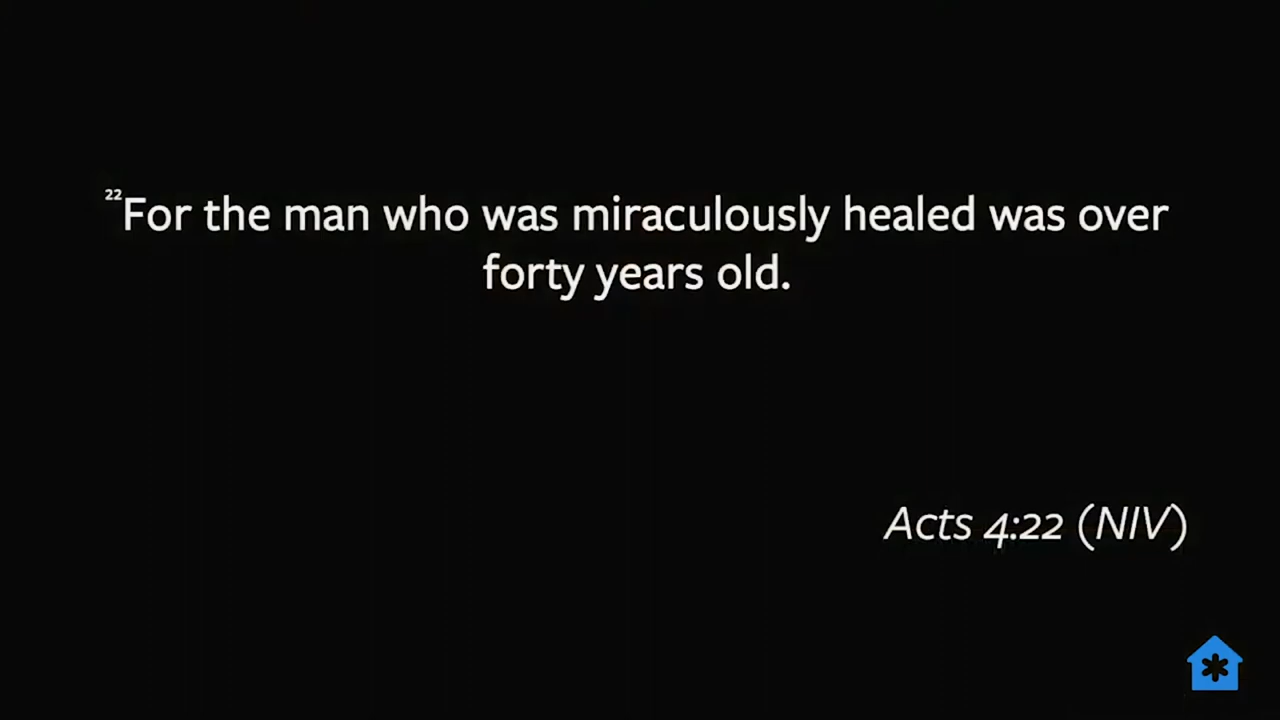 ²²For the man who was miraculously healed was over
forty years old.
Acts 4:22 (NIV)